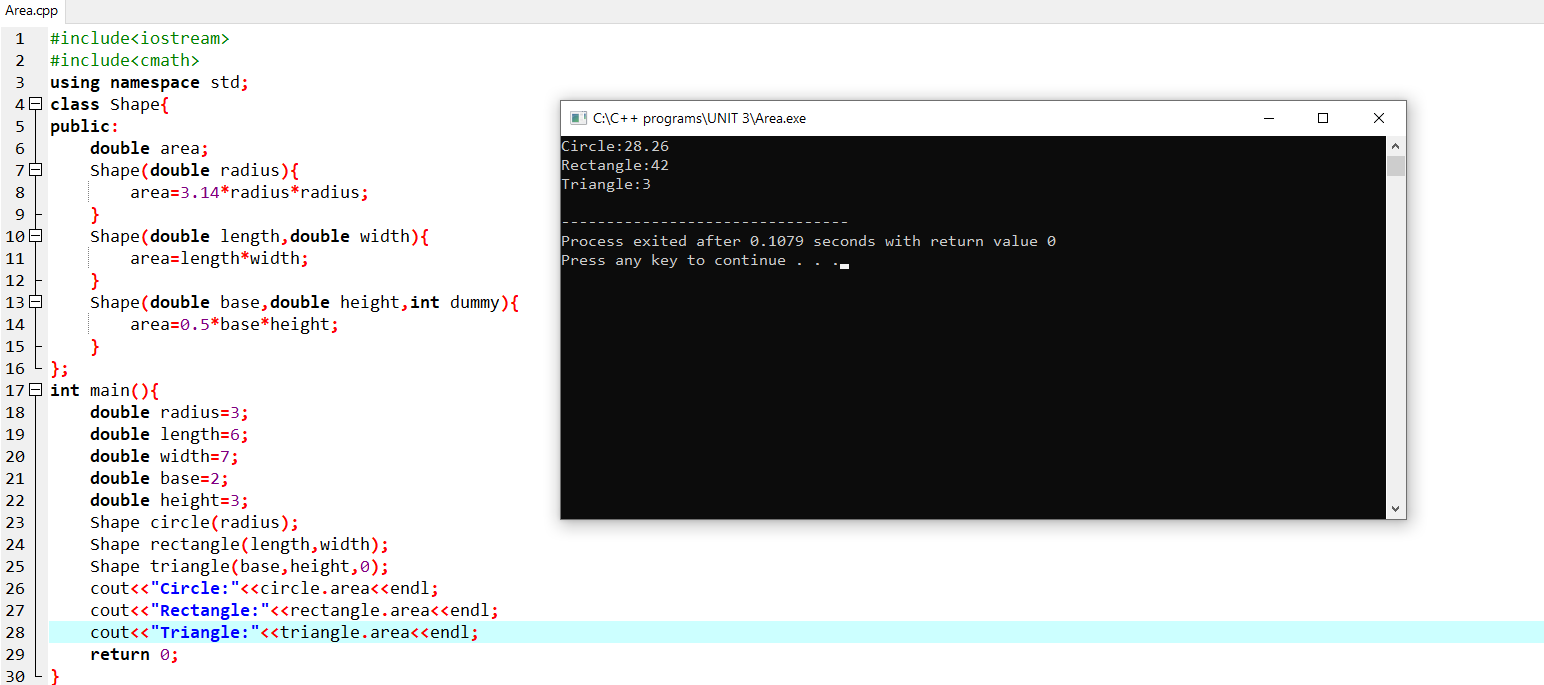 Area.cpp
1 #include<iostream>
2 #include<cmath>
3 using namespace std;
4 class Shape{
5 public:
6     double area;
7     Shape(double radius){
8         area=3.14*radius*radius;
9     }
10     Shape(double length,double width){
11         area=length*width;
12     }
13     Shape(double base,double height,int dummy){
14         area=0.5*base*height;
15     }
16 };
17 int main(){
18     double radius=3;
19     double length=6;
20     double width=7;
21     double base=2;
22     double height=3;
23     Shape circle(radius);
24     Shape rectangle(length,width);
25     Shape triangle(base,height,0);
26     cout<<"Circle:"<<circle.area<<endl;
27     cout<<"Rectangle:"<<rectangle.area<<endl;
28     cout<<"Triangle:"<<triangle.area<<endl;
29     return 0;
30 }
C:\C++ programs\UNIT 3\Area.exe
Circle:28.26
Rectangle:42
Triangle:3
--------------------------------
Process exited after 0.1079 seconds with return value 0
Press any key to continue . . .